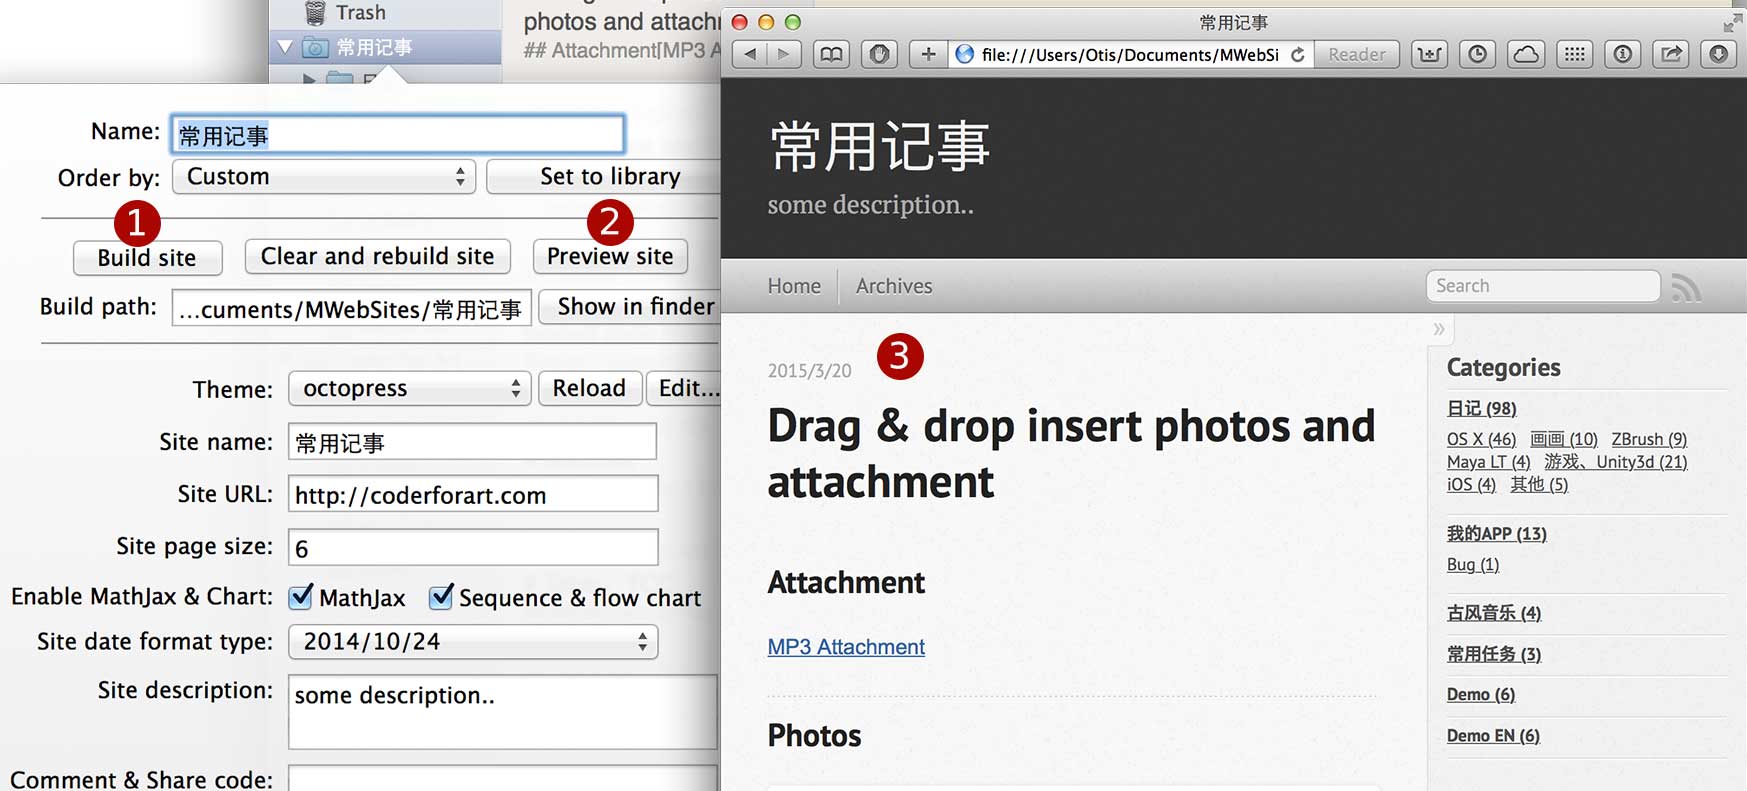 Trash
常用记事
photos and attachm
## Attachment[MP3 A
Name: 常用记事
Order by: Custom Set to library
1 2
Build site Clear and rebuild site Preview site
Build path: ...cuments/MWebSites/常用记事 Show in finder
Theme: octopress Reload Edit...
Site name: 常用记事
Site URL: http://coderforart.com
Site page size: 6
Enable MathJax & Chart: MathJax Sequence & flow chart
Site date format type: 2014/10/24
Site description: some description..
Comment & Share code:
常用记事
file:///Users/Otis/Documents/MWebSi Reader
常用记事
some description..
Home Archives Search
»
2015/3/20 3
Drag & drop insert photos and
attachment
Attachment
MP3 Attachment
Photos
Categories
日记 (98)
OS X (46) 画画 (10) ZBrush (9)
Maya LT (4) 游戏、Unity3d (21)
iOS (4) 其他 (5)
我的APP (13)
Bug (1)
古风音乐 (4)
常用任务 (3)
Demo (6)
Demo EN (6)